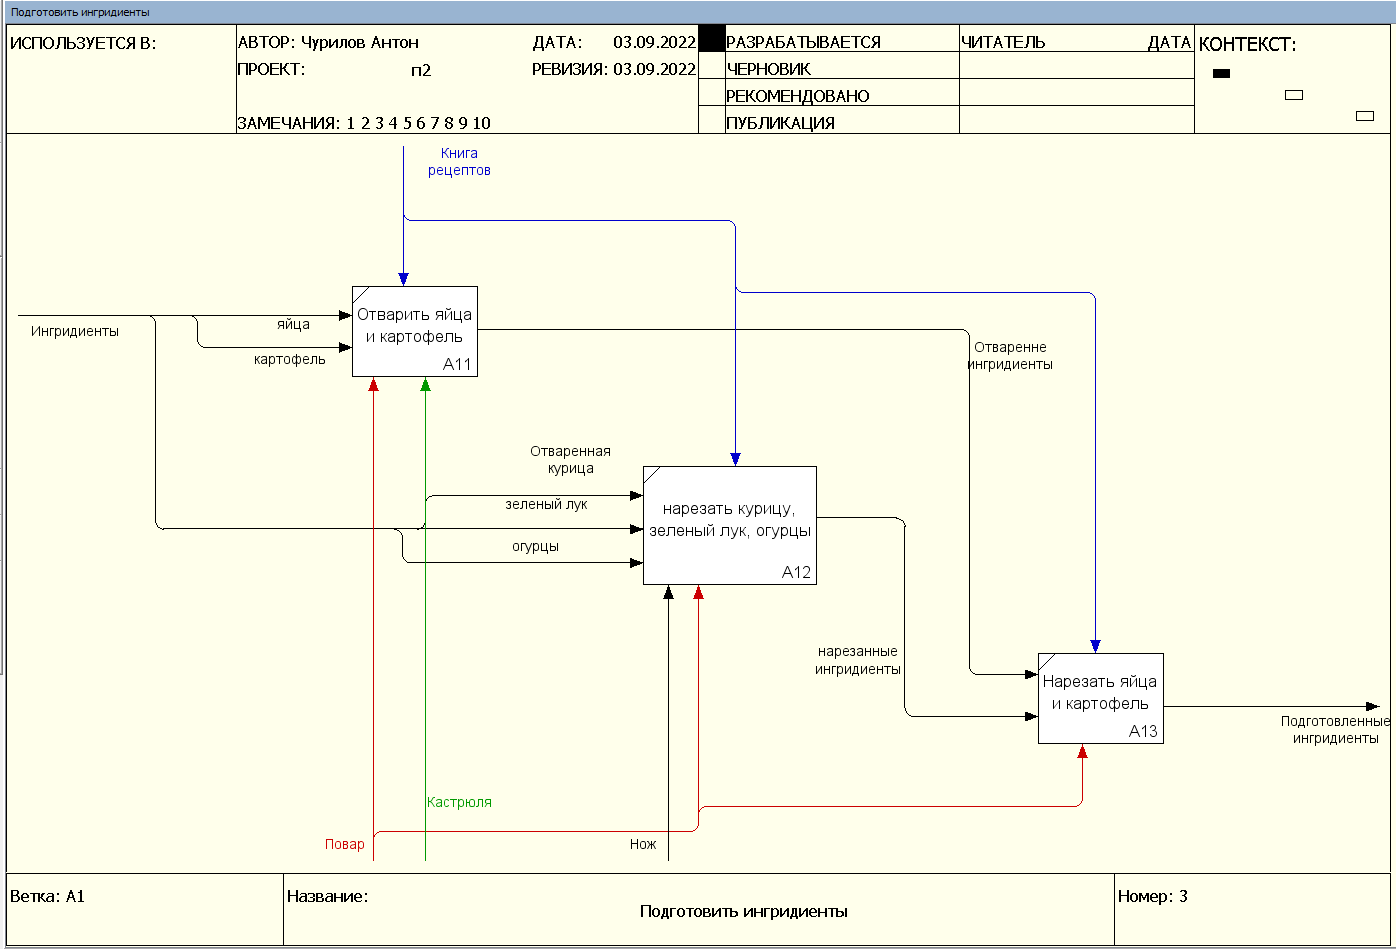 Подготовить ингридиенты
ИСПОЛЬЗУЕТСЯ В:
АВТОР: Чурилов Антон
ДАТА: 03.09.2022
РАЗРАБАТЫВАЕТСЯ
ЧИТАТЕЛЬ
ДАТА
КОНТЕКСТ:
ПРОЕКТ: п2
РЕВИЗИЯ: 03.09.2022
ЧЕРНОВИК
РЕКОМЕНДОВАНО
ЗАМЕЧАНИЯ: 1 2 3 4 5 6 7 8 9 10
ПУБЛИКАЦИЯ
Книга
рецептов
Ингридиенты
яйца
картофель
Отварить яйца
и картофель
A11
Отваренне
ингридиенты
Отваренная
курица
зеленый лук
огурцы
нарезать курицу,
зеленый лук, огурцы
A12
нарезанные
ингридиенты
Нарезать яйца
и картофель
A13
Подготовленные
ингридиенты
Кастрюля
Повар
Нож
Ветка: A1
Название:
Подготовить ингридиенты
Номер: 3